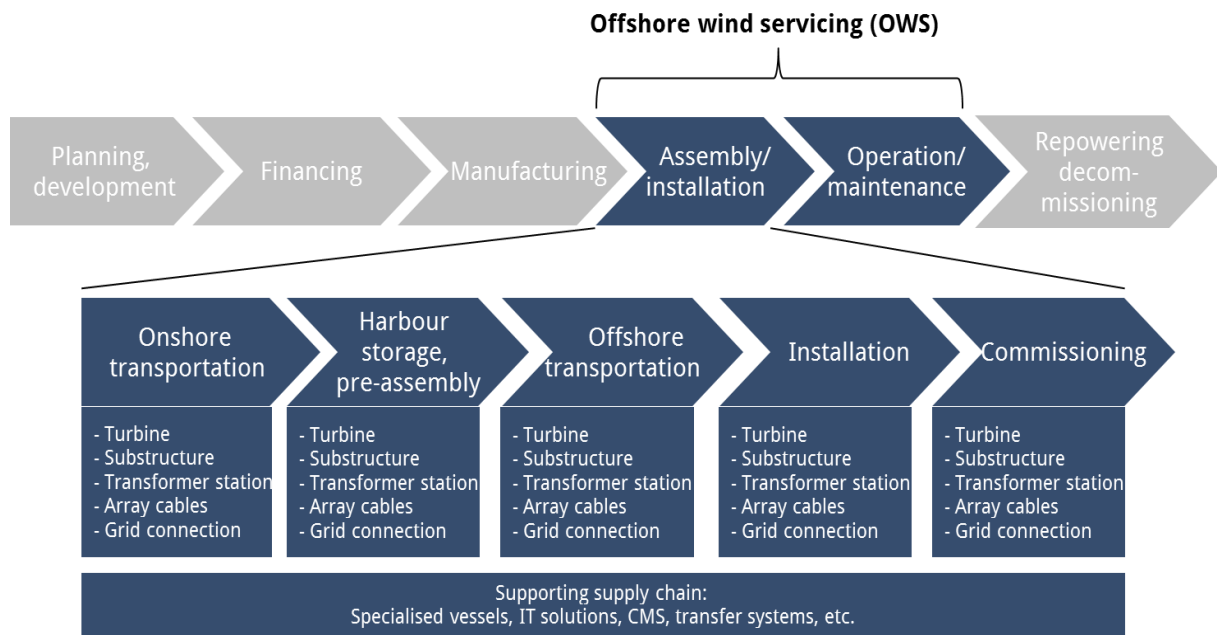 Offshore wind servicing (OWS)
Planning,
development
Financing
Manufacturing
Assembly/
installation
Operation/
maintenance
Repowering
decom-
missioning
Onshore
transportation
Harbour
storage,
pre-assembly
Offshore
transportation
Installation
Commissioning
- Turbine
- Substructure
- Transformer station
- Array cables
- Grid connection
- Turbine
- Substructure
- Transformer station
- Array cables
- Grid connection
- Turbine
- Substructure
- Transformer station
- Array cables
- Grid connection
- Turbine
- Substructure
- Transformer station
- Array cables
- Grid connection
- Turbine
- Substructure
- Transformer station
- Array cables
- Grid connection
Supporting supply chain:
Specialised vessels, IT solutions, CMS, transfer systems, etc.